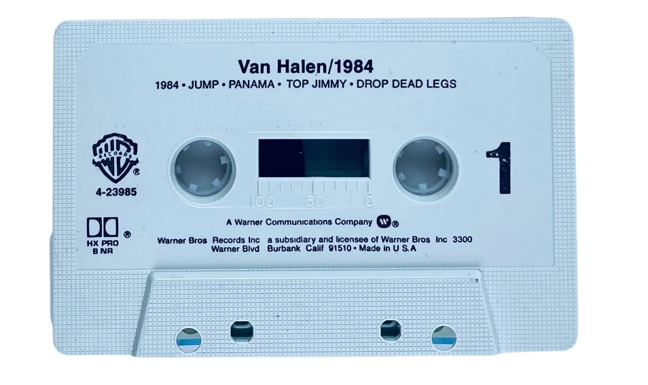 Van Halen/1984
1984 • JUMP • PANAMA • TOP JIMMY • DROP DEAD LEGS
WB
RECORDS
®
4-23985
1
100 50 0
HX PRO
B NR
®
A Warner Communications Company W ®
Warner Bros Records Inc a subsidiary and licensee of Warner Bros Inc 3300
Warner Blvd Burbank Calif 91510 • Made in U S A